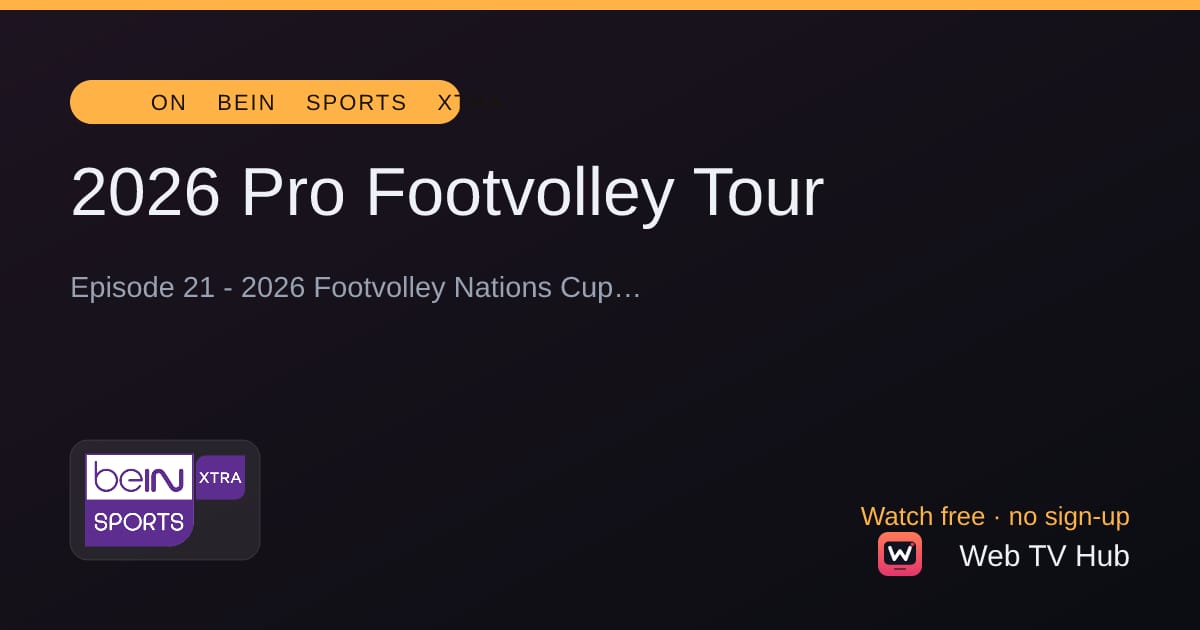 ON BEIN SPORTS XTRA
2026 Pro Footvolley Tour
Episode 21 - 2026 Footvolley Nations Cup…
beIN
XTRA
SPORTS
Watch free · no sign-up
W
Web TV Hub